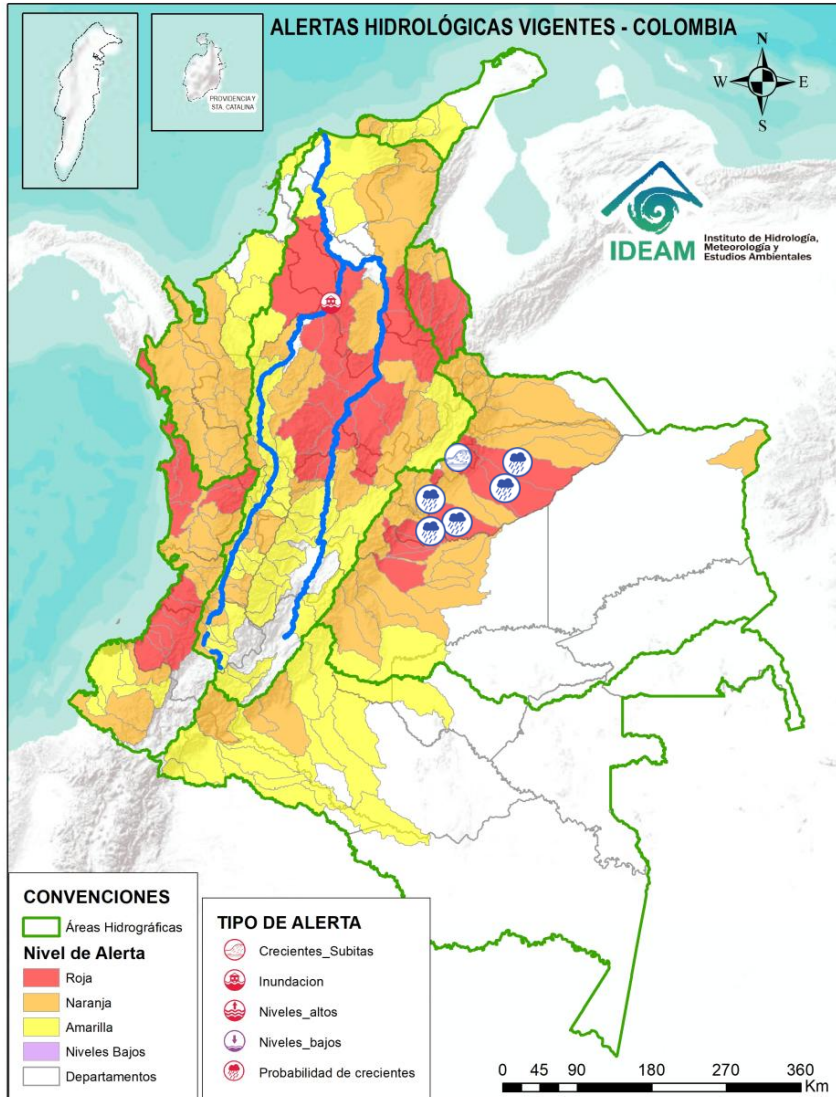 ALERTAS HIDROLÓGICAS VIGENTES - COLOMBIA
PROVIDENCIA Y
STA. CATALINA
N
W E
S
IDEAM
Instituto de Hidrología,
Meteorología y
Estudios Ambientales
CONVENCIONES
Áreas Hidrográficas
Nivel de Alerta
Roja
Naranja
Amarilla
Niveles Bajos
Departamentos
TIPO DE ALERTA
Crecientes_Subitas
Inundacion
Niveles_altos
Niveles_bajos
Probabilidad de crecientes
0 45 90 180 270 360
Km